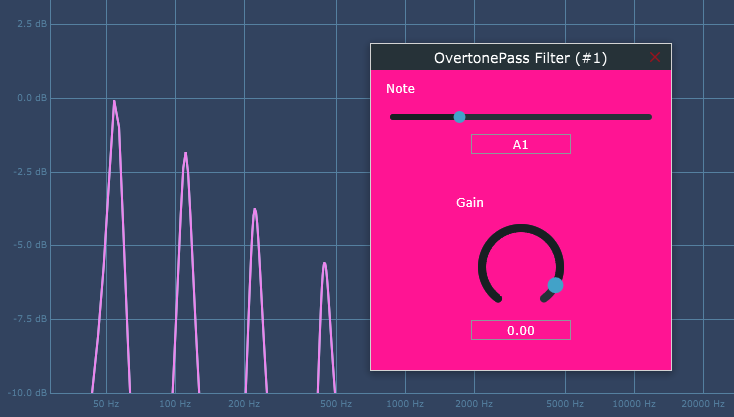 2.5 dB
0.0 dB
-2.5 dB
-5.0 dB
-7.5 dB
-10.0 dB
50 Hz 100 Hz 200 Hz 500 Hz 1000 Hz 2000 Hz 5000 Hz 10000 Hz 20000 Hz
OvertonePass Filter (#1)
Note
A1
Gain
0.00